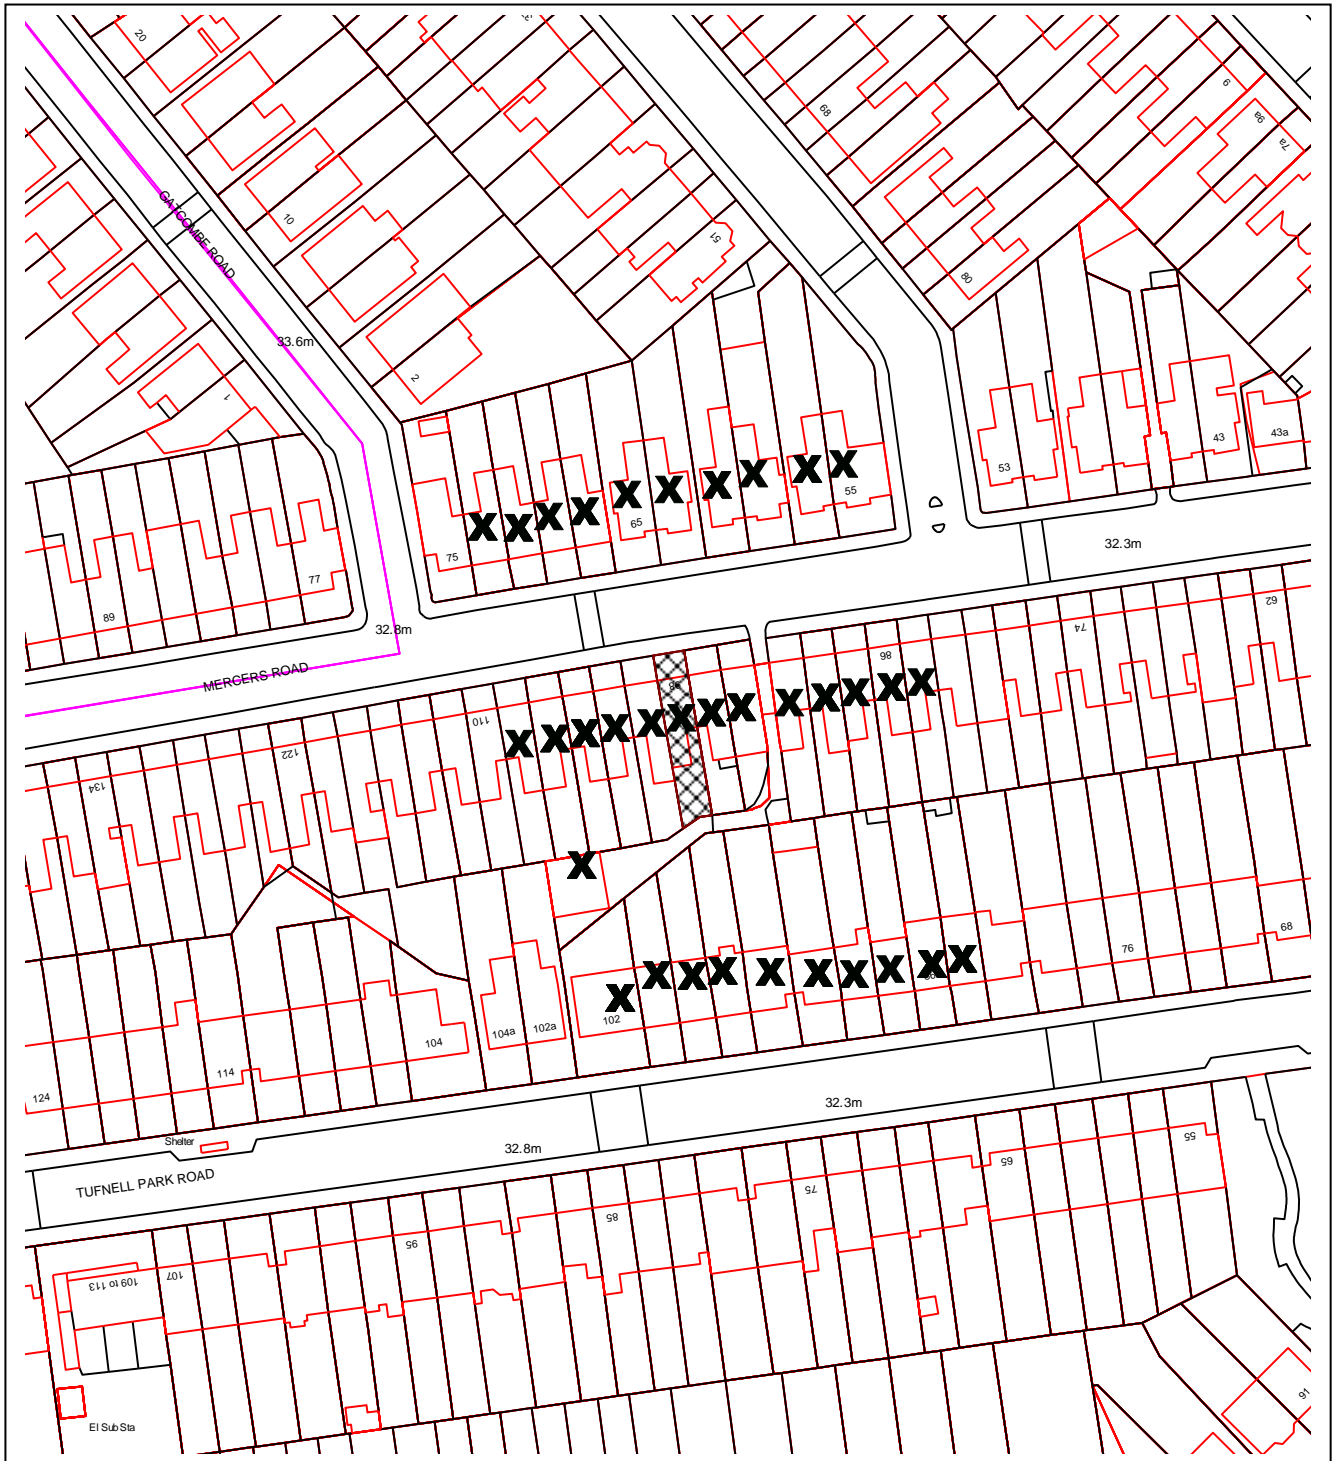 20
9
9a
7a
68
GATCOMBE ROAD
10
51
80
33.6m
2
1
53
43
43a
55
65
75
77
89
32.3m
32.8m
MERCERS ROAD
62
74
86
98
110
122
134
X X X X X X X X X X
X X X X X X X X X X X X X
X
X X X X X X X X X X
68
76
102
102a
104a
104
114
124
32.3m
Shelter
32.8m
TUFNELL PARK ROAD
55
65
75
85
95
107
109 to 113
El Sub Sta
91